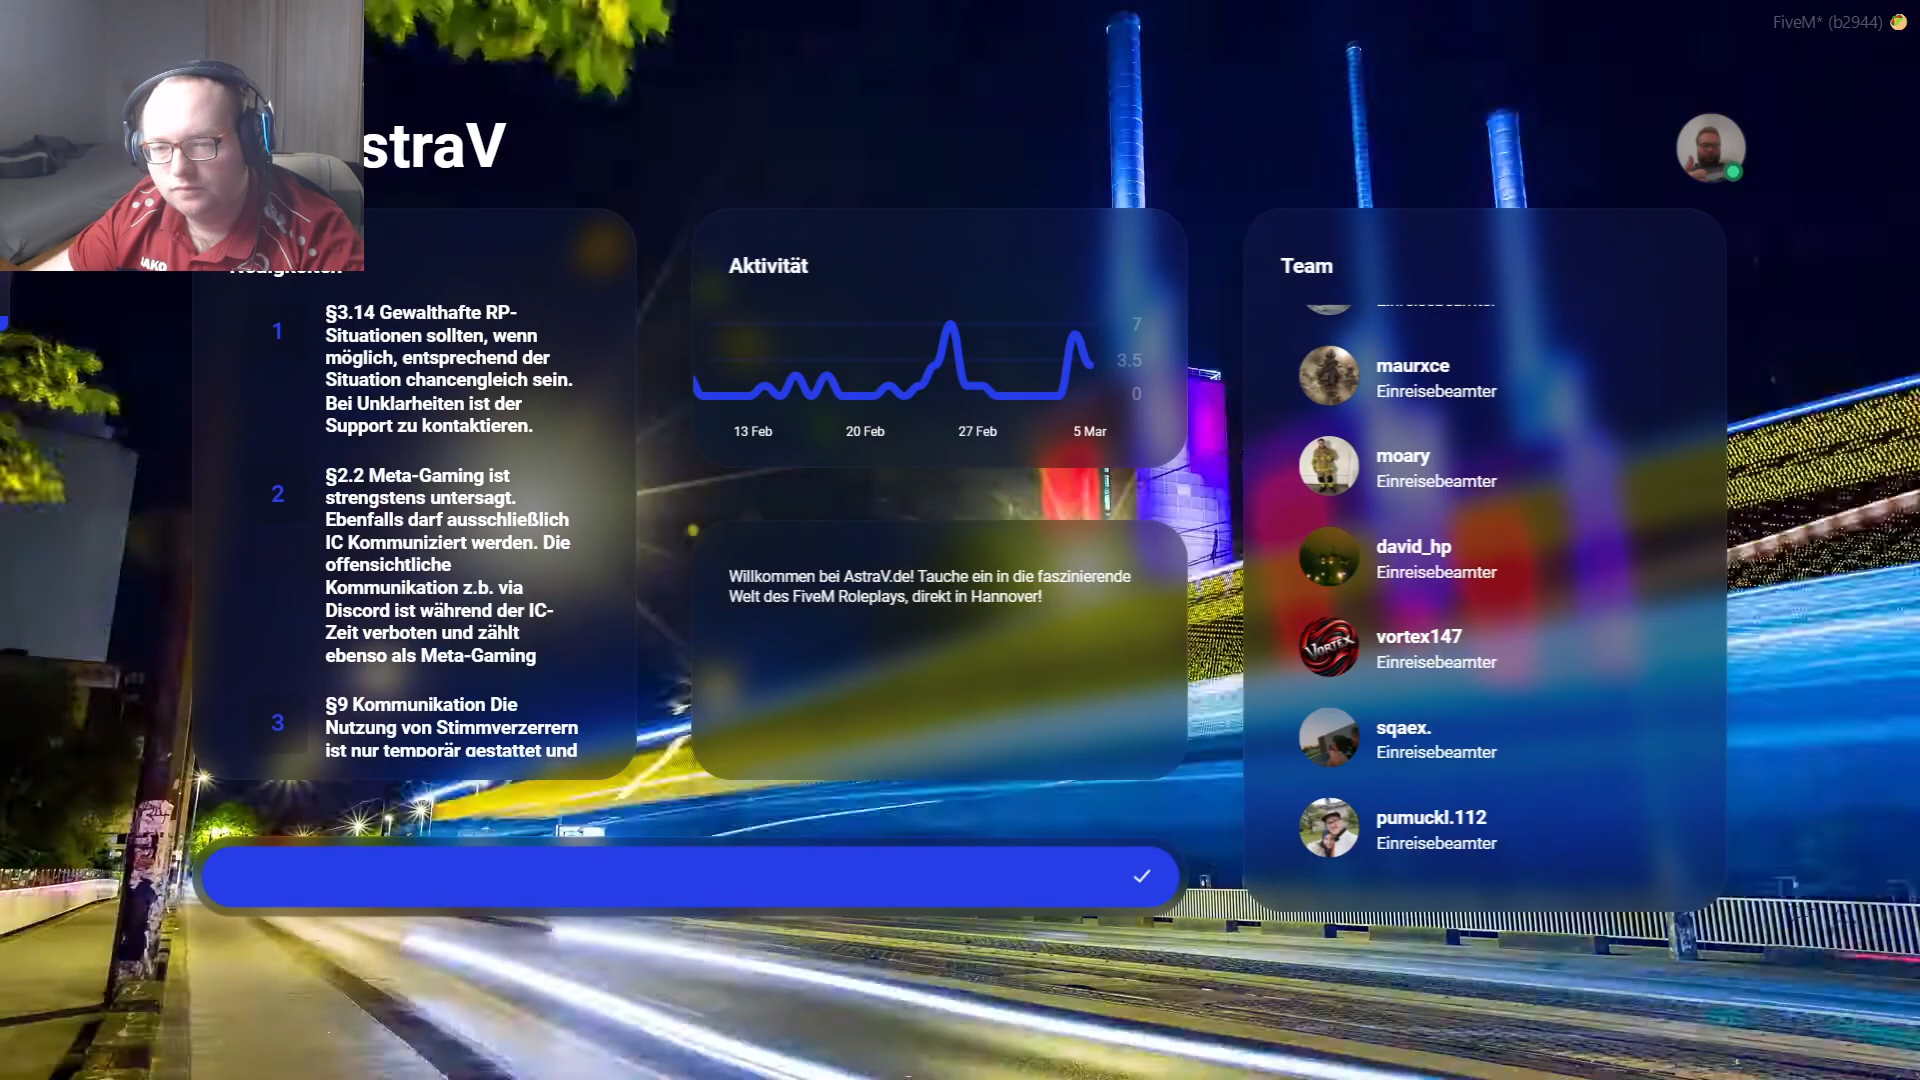 FiveM* (b2944)
straV
JAKO
Neuigkeiten
1
§3.14 Gewalthafte RP-
Situationen sollten, wenn
möglich, entsprechend der
Situation chancengleich sein.
Bei Unklarheiten ist der
Support zu kontaktieren.
2
§2.2 Meta-Gaming ist
strengstens untersagt.
Ebenfalls darf ausschließlich
IC Kommuniziert werden. Die
offensichtliche
Kommunikation z.b. via
Discord ist während der IC-
Zeit verboten und zählt
ebenso als Meta-Gaming
3
§9 Kommunikation Die
Nutzung von Stimmverzerrern
ist nur temporär gestattet und
Aktivität
7
3.5
0
13 Feb
20 Feb
27 Feb
5 Mar
Willkommen bei AstraV.de! Tauche ein in die faszinierende
Welt des FiveM Roleplays, direkt in Hannover!
Team
Einreisebeamter
maurxce
Einreisebeamter
moary
Einreisebeamter
david_hp
Einreisebeamter
vortex147
Einreisebeamter
VORTEX
sqaex.
Einreisebeamter
pumuckl.112
Einreisebeamter